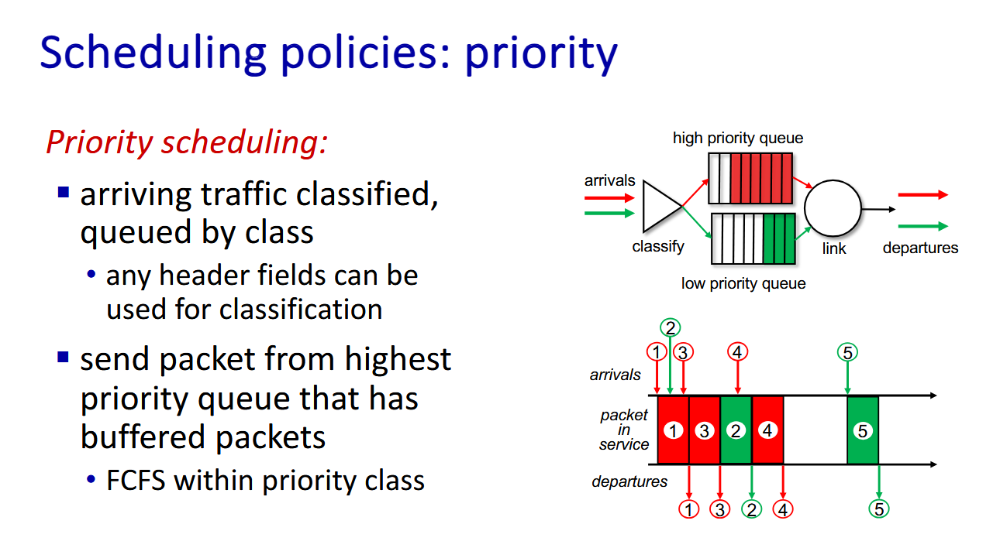 Scheduling policies: priority
Priority scheduling:
▪ arriving traffic classified,
queued by class
• any header fields can be
used for classification
▪ send packet from highest
priority queue that has
buffered packets
• FCFS within priority class
high priority queue
arrivals
classify
link
departures
low priority queue
2
1 3 4 5
arrivals
packet
in
service
1 3 2 4 5
departures
1 3 2 4 5